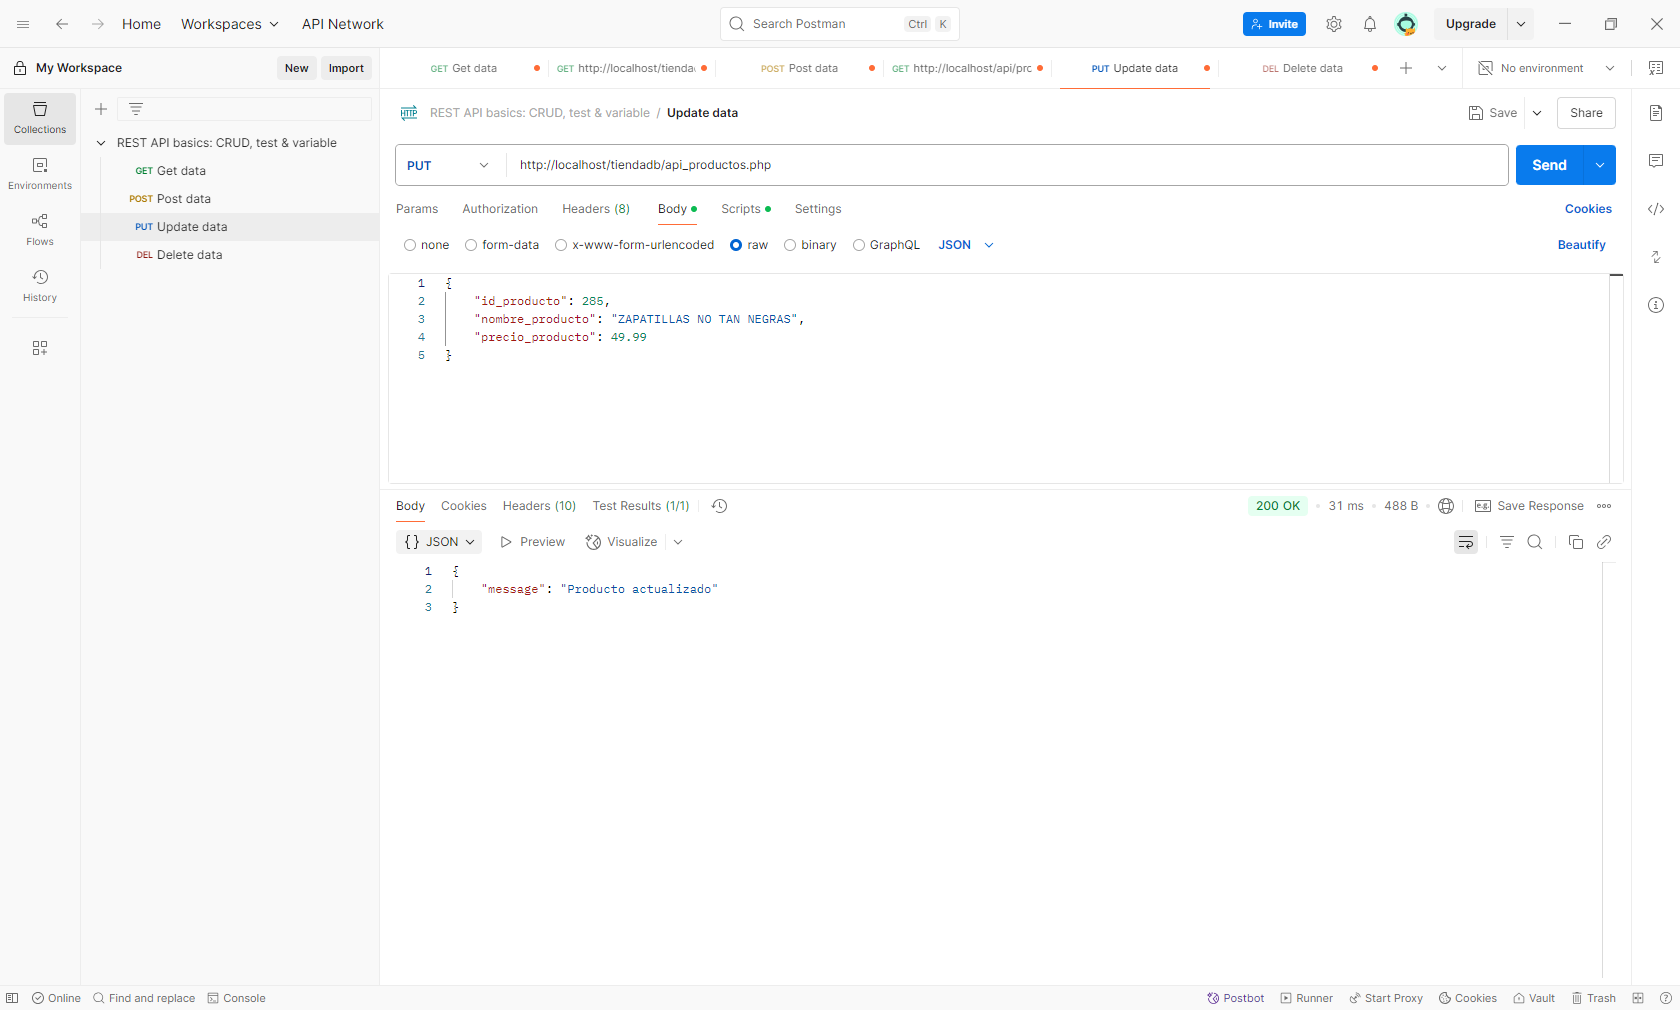 Home Workspaces API Network Search Postman Ctrl K Invite Upgrade
My Workspace New Import GET Get data GET http://localhost/tienda POST Post data GET http://localhost/api/prc PUT Update data DEL Delete data No environment
Collections
Environments
Flows
History
REST API basics: CRUD, test & variable
GET Get data
POST Post data
PUT Update data
DEL Delete data
HTTP REST API basics: CRUD, test & variable / Update data Save Share
PUT http://localhost/tiendadb/api_productos.php Send
Params Authorization Headers (8) Body Scripts Settings Cookies
none form-data x-www-form-urlencoded raw binary GraphQL JSON Beautify
1 {
2 "id_producto": 285,
3 "nombre_producto": "ZAPATILLAS NO TAN NEGRAS",
4 "precio_producto": 49.99
5 }
Body Cookies Headers (10) Test Results (1/1) 200 OK • 31 ms • 488 B e.g. Save Response
{} JSON Preview Visualize
1 {
2 "message": "Producto actualizado"
3 }
Online Find and replace Console Postbot Runner Start Proxy Cookies Vault Trash